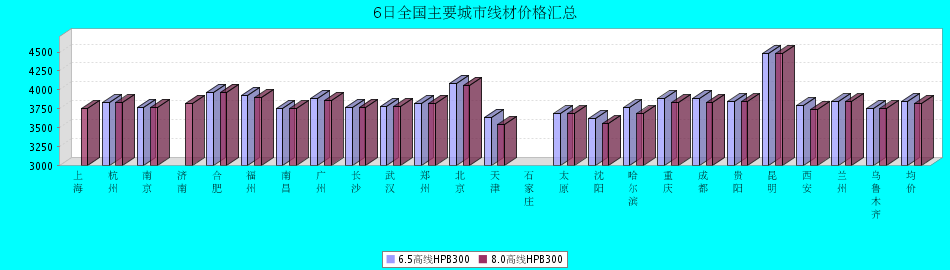 6日全国主要城市线材价格汇总
4500
4250
4000
3750
3500
3250
3000
上海
杭州
南京
济南
合肥
福州
南昌
广州
长沙
武汉
郑州
北京
天津
石家庄
太原
沈阳
哈尔滨
重庆
成都
贵阳
昆明
西安
兰州
乌鲁木齐
均价
6.5高线HPB300
8.0高线HPB300